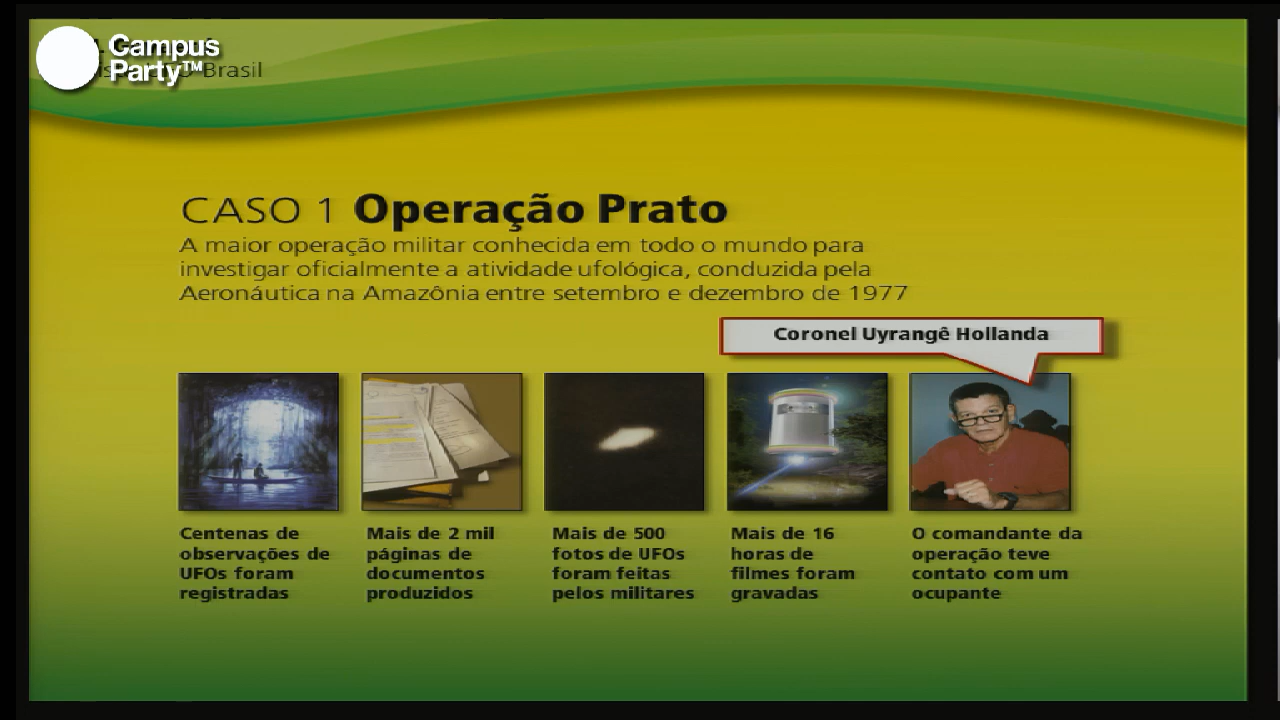 Campus
Party™
Brasil
CASO 1 Operação Prato
A maior operação militar conhecida em todo o mundo para
investigar oficialmente a atividade ufológica, conduzida pela
Aeronáutica na Amazônia entre setembro e dezembro de 1977
Coronel Uyrangê Hollanda
Centenas de
observações de
UFOs foram
registradas
Mais de 2 mil
páginas de
documentos
produzidos
Mais de 500
fotos de UFOs
foram feitas
pelos militares
Mais de 16
horas de
filmes foram
gravadas
O comandante da
operação teve
contato com um
ocupante